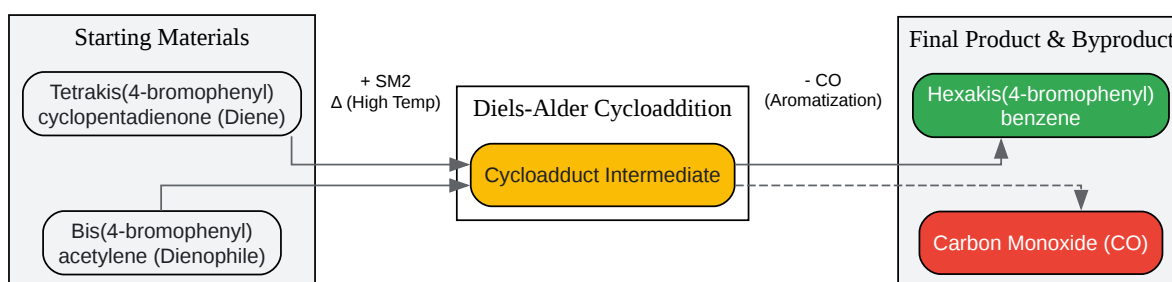 Starting Materials
Tetrakis(4-bromophenyl)
cyclopentadienone (Diene)
Bis(4-bromophenyl)
acetylene (Dienophile)
+ SM2
Δ (High Temp)
Diels-Alder Cycloaddition
Cycloadduct Intermediate
- CO
(Aromatization)
Final Product & Byproduct
Hexakis(4-bromophenyl)
benzene
Carbon Monoxide (CO)